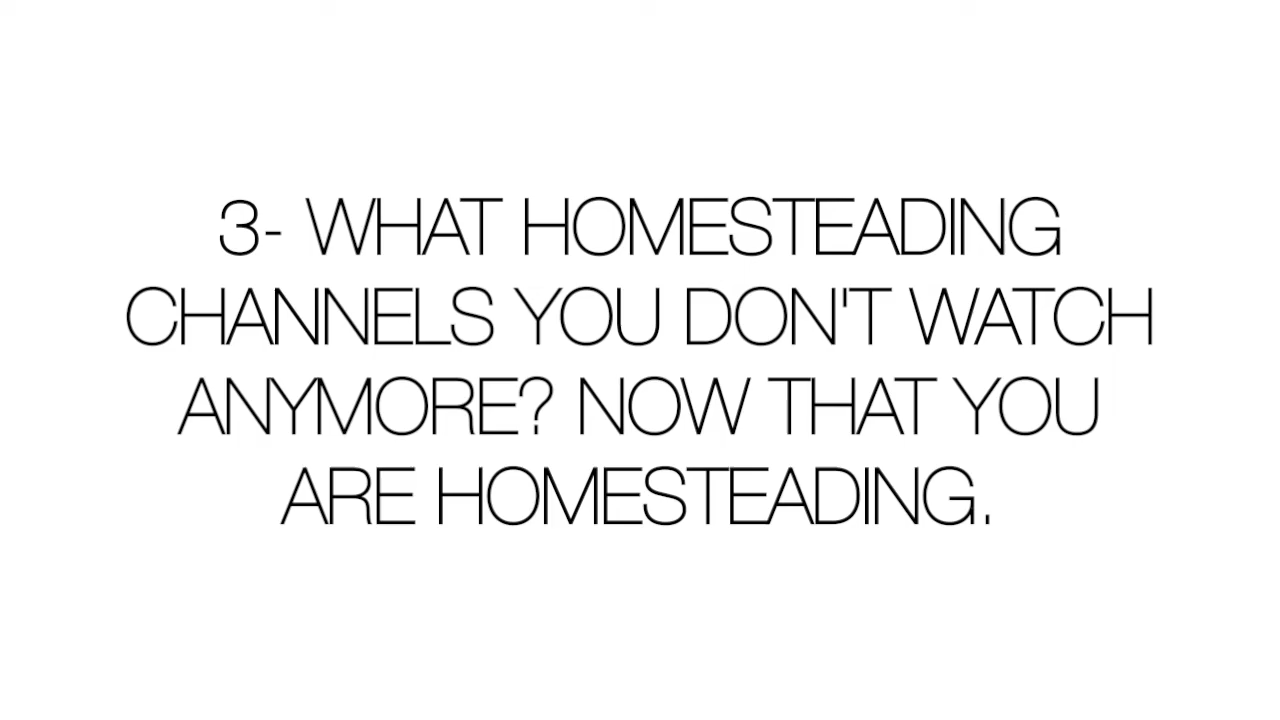 3- WHAT HOMESTEADING
CHANNELS YOU DON'T WATCH
ANYMORE? NOW THAT YOU
ARE HOMESTEADING.